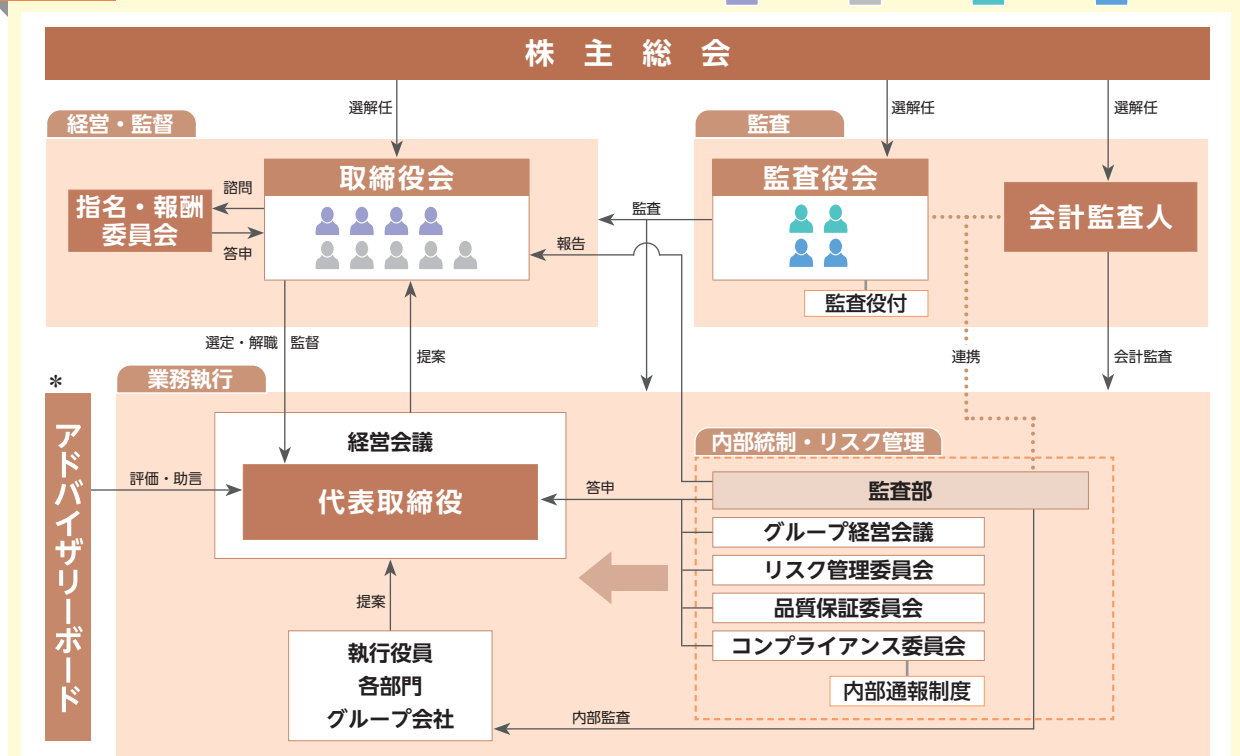 株主総会
選解任
選解任
選解任
経営・監督
監査
取締役会
監査役会
指名・報酬
委員会
諮問
答申
会計監査人
監査
報告
監査役付
選定・解職
監督
提案
連携
会計監査
*
アドバイザリーボード
業務執行
経営会議
代表取締役
評価・助言
答申
内部統制・リスク管理
監査部
グループ経営会議
リスク管理委員会
品質保証委員会
コンプライアンス委員会
内部通報制度
提案
執行役員
各部門
グループ会社
内部監査